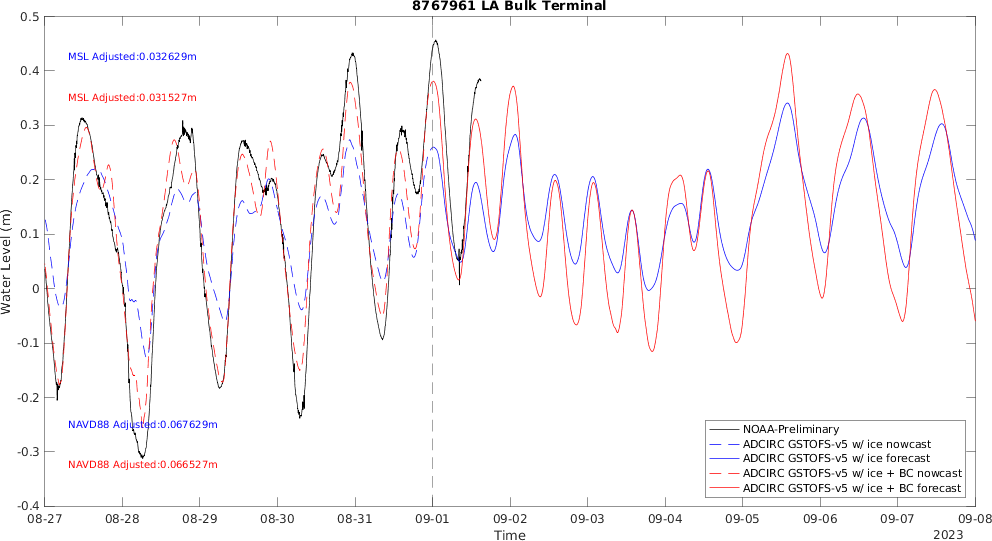 8767961 LA Bulk Terminal
0.5
0.4
0.3
0.2
0.1
0
-0.1
-0.2
-0.3
-0.4
Water Level (m)
MSL Adjusted:0.032629m
MSL Adjusted:0.031527m
NAVD88 Adjusted:0.067629m
NAVD88 Adjusted:0.066527m
NOAA-Preliminary
ADCIRC GSTOFS-v5 w/ ice nowcast
ADCIRC GSTOFS-v5 w/ ice forecast
ADCIRC GSTOFS-v5 w/ ice + BC nowcast
ADCIRC GSTOFS-v5 w/ ice + BC forecast
08-27 08-28 08-29 08-30 08-31 09-01 09-02 09-03 09-04 09-05 09-06 09-07 09-08
Time
2023